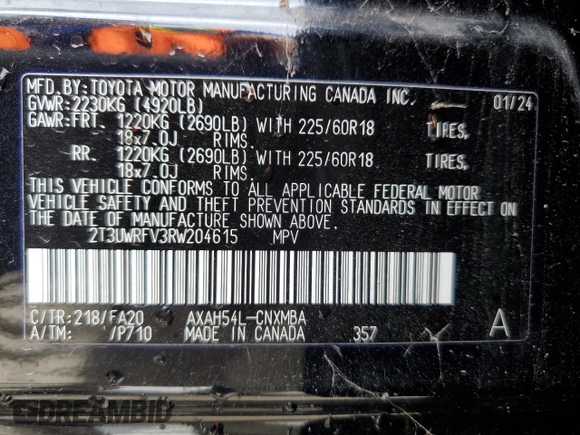 MFD.BY:TOYOTA MOTOR MANUFACTURING CANADA INC. 01/24
GVWR:2230KG (4920LB)
GAWR:FRT. 1220KG (2690LB) WITH 225/60R18 TIRES,
18x7.0J RIMS.
RR. 1220KG (2690LB) WITH 225/60R18 TIRES,
18x7.0J RIMS.
THIS VEHICLE CONFORMS TO ALL APPLICABLE FEDERAL MOTOR
VEHICLE SAFETY AND THEFT PREVENTION STANDARDS IN EFFECT ON
THE DATE OF MANUFACTURE SHOWN ABOVE.
2T3UWRFV3RW204615 MPV
C/TR:218/FA20 AXAH54L-CNXMBA
A/TM: /P710 MADE IN CANADA 357 A
DREAMBID